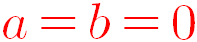 a = b = 0